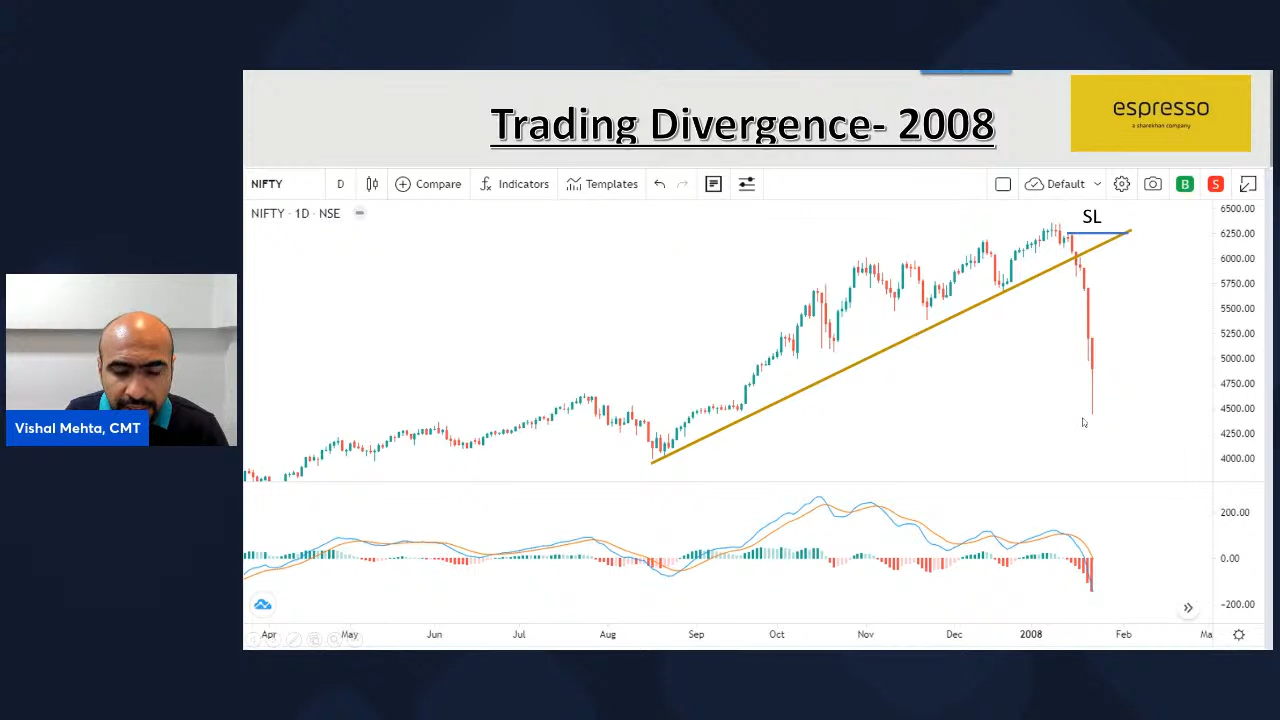 Trading Divergence- 2008
espresso
a sharekhan company
NIFTY D Compare Indicators Templates Default B S
NIFTY · 1D · NSE
SL
6500.00
6250.00
6000.00
5750.00
5500.00
5250.00
5000.00
4750.00
4500.00
4250.00
4000.00
Vishal Mehta, CMT
200.00
0.00
−200.00
Apr May Jun Jul Aug Sep Oct Nov Dec 2008 Feb Ma